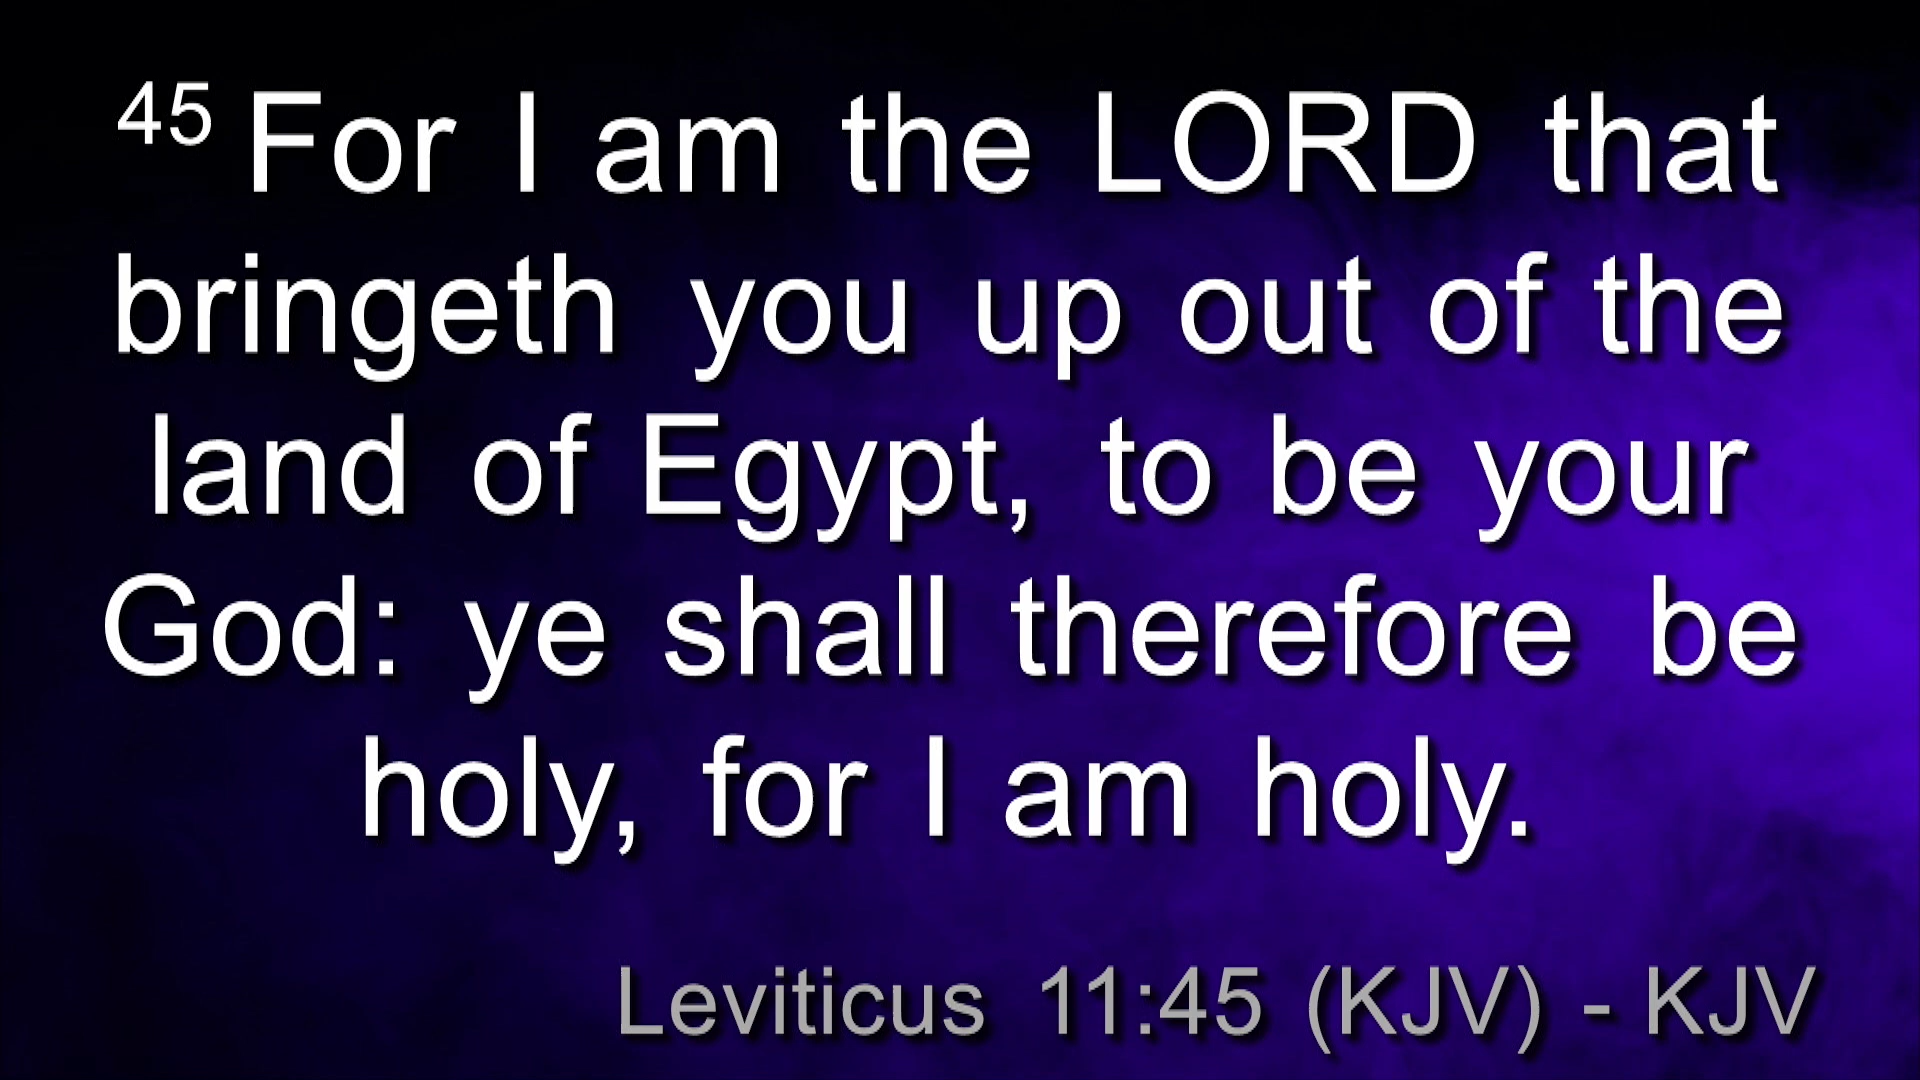 45 For I am the LORD that
bringeth you up out of the
land of Egypt, to be your
God: ye shall therefore be
holy, for I am holy.
Leviticus 11:45 (KJV) - KJV